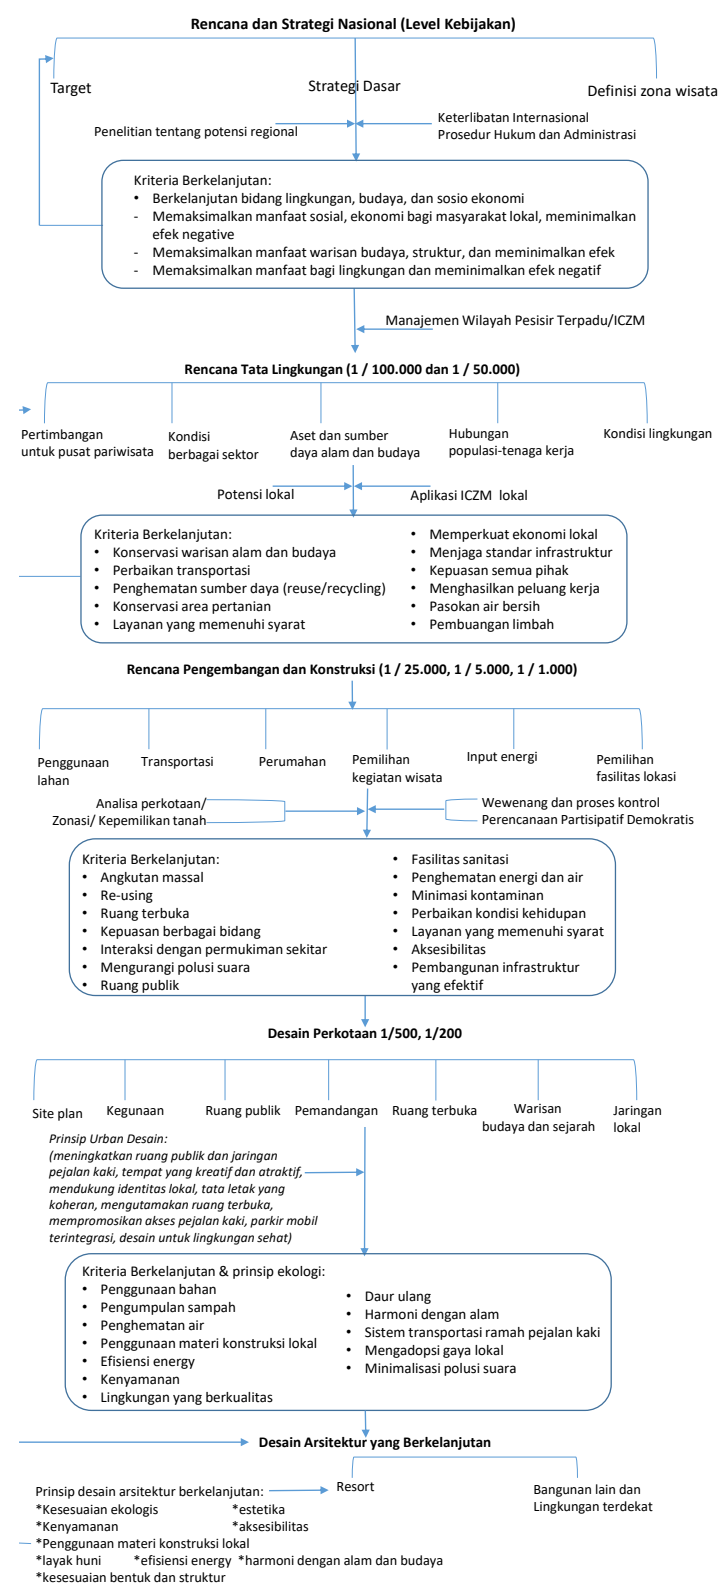 Rencana dan Strategi Nasional (Level Kebijakan)
Target
Strategi Dasar
Definisi zona wisata
Penelitian tentang potensi regional
Keterlibatan Internasional
Prosedur Hukum dan Administrasi
Kriteria Berkelanjutan:
• Berkelanjutan bidang lingkungan, budaya, dan sosio ekonomi
- Memaksimalkan manfaat sosial, ekonomi bagi masyarakat lokal, meminimalkan
efek negative
- Memaksimalkan manfaat warisan budaya, struktur, dan meminimalkan efek
- Memaksimalkan manfaat bagi lingkungan dan meminimalkan efek negatif
Manajemen Wilayah Pesisir Terpadu/ICZM
Rencana Tata Lingkungan (1 / 100.000 dan 1 / 50.000)
Pertimbangan
untuk pusat pariwisata
Kondisi
berbagai sektor
Aset dan sumber
daya alam dan budaya
Hubungan
populasi-tenaga kerja
Kondisi lingkungan
Potensi lokal
Aplikasi ICZM lokal
Kriteria Berkelanjutan:
• Konservasi warisan alam dan budaya
• Perbaikan transportasi
• Penghematan sumber daya (reuse/recycling)
• Konservasi area pertanian
• Layanan yang memenuhi syarat
• Memperkuat ekonomi lokal
• Menjaga standar infrastruktur
• Kepuasan semua pihak
• Menghasilkan peluang kerja
• Pasokan air bersih
• Pembuangan limbah
Rencana Pengembangan dan Konstruksi (1 / 25.000, 1 / 5.000, 1 / 1.000)
Penggunaan
lahan
Transportasi
Perumahan
Pemilihan
kegiatan wisata
Input energi
Pemilihan
fasilitas lokasi
Analisa perkotaan/
Zonasi/ Kepemilikan tanah
Wewenang dan proses kontrol
Perencanaan Partisipatif Demokratis
Kriteria Berkelanjutan:
• Angkutan massal
• Re-using
• Ruang terbuka
• Kepuasan berbagai bidang
• Interaksi dengan permukiman sekitar
• Mengurangi polusi suara
• Ruang publik
• Fasilitas sanitasi
• Penghematan energi dan air
• Minimasi kontaminan
• Perbaikan kondisi kehidupan
• Layanan yang memenuhi syarat
• Aksesibilitas
• Pembangunan infrastruktur
yang efektif
Desain Perkotaan 1/500, 1/200
Site plan
Kegunaan
Ruang publik
Pemandangan
Ruang terbuka
Warisan
budaya dan sejarah
Jaringan
lokal
Prinsip Urban Desain:
(meningkatkan ruang publik dan jaringan
pejalan kaki, tempat yang kreatif dan atraktif,
mendukung identitas lokal, tata letak yang
koheran, mengutamakan ruang terbuka,
mempromosikan akses pejalan kaki, parkir mobil
terintegrasi, desain untuk lingkungan sehat)
Kriteria Berkelanjutan & prinsip ekologi:
• Penggunaan bahan
• Pengumpulan sampah
• Penghematan air
• Penggunaan materi konstruksi lokal
• Efisiensi energy
• Kenyamanan
• Lingkungan yang berkualitas
• Daur ulang
• Harmoni dengan alam
• Sistem transportasi ramah pejalan kaki
• Mengadopsi gaya lokal
• Minimalisasi polusi suara
Desain Arsitektur yang Berkelanjutan
Prinsip desain arsitektur berkelanjutan:
Resort
Bangunan lain dan
Lingkungan terdekat
*Kesesuaian ekologis *estetika
*Kenyamanan *aksesibilitas
*Penggunaan materi konstruksi lokal
*layak huni *efisiensi energy *harmoni dengan alam dan budaya
*kesesuaian bentuk dan struktur